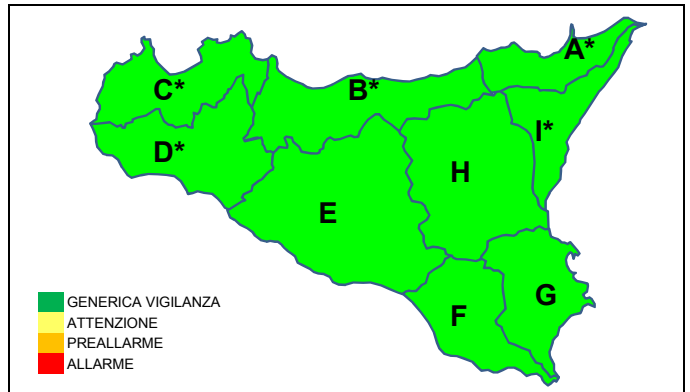 A*
C*
B*
I*
D*
H
E
G
F
GENERICA VIGILANZA
ATTENZIONE
PREALLARME
ALLARME